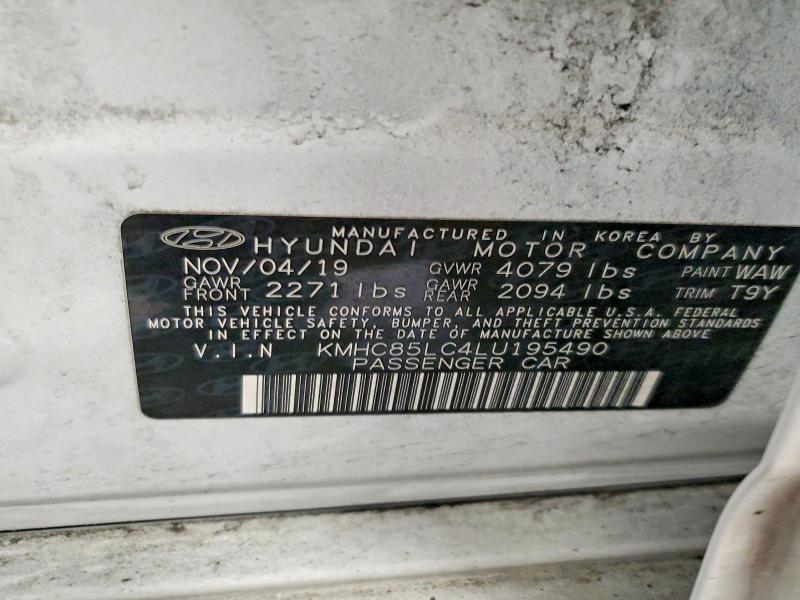 MANUFACTURED IN KOREA BY
HYUNDAI MOTOR COMPANY
NOV/04/19 GVWR 4079 lbs PAINT WAW
GAWR FRONT 2271 lbs GAWR REAR 2094 lbs TRIM T9Y
THIS VEHICLE CONFORMS TO ALL APPLICABLE U.S.A. FEDERAL
MOTOR VEHICLE SAFETY, BUMPER, AND THEFT PREVENTION STANDARDS
IN EFFECT ON THE DATE OF MANUFACTURE SHOWN ABOVE
V.I.N KMHC85LC4LU195490
PASSENGER CAR